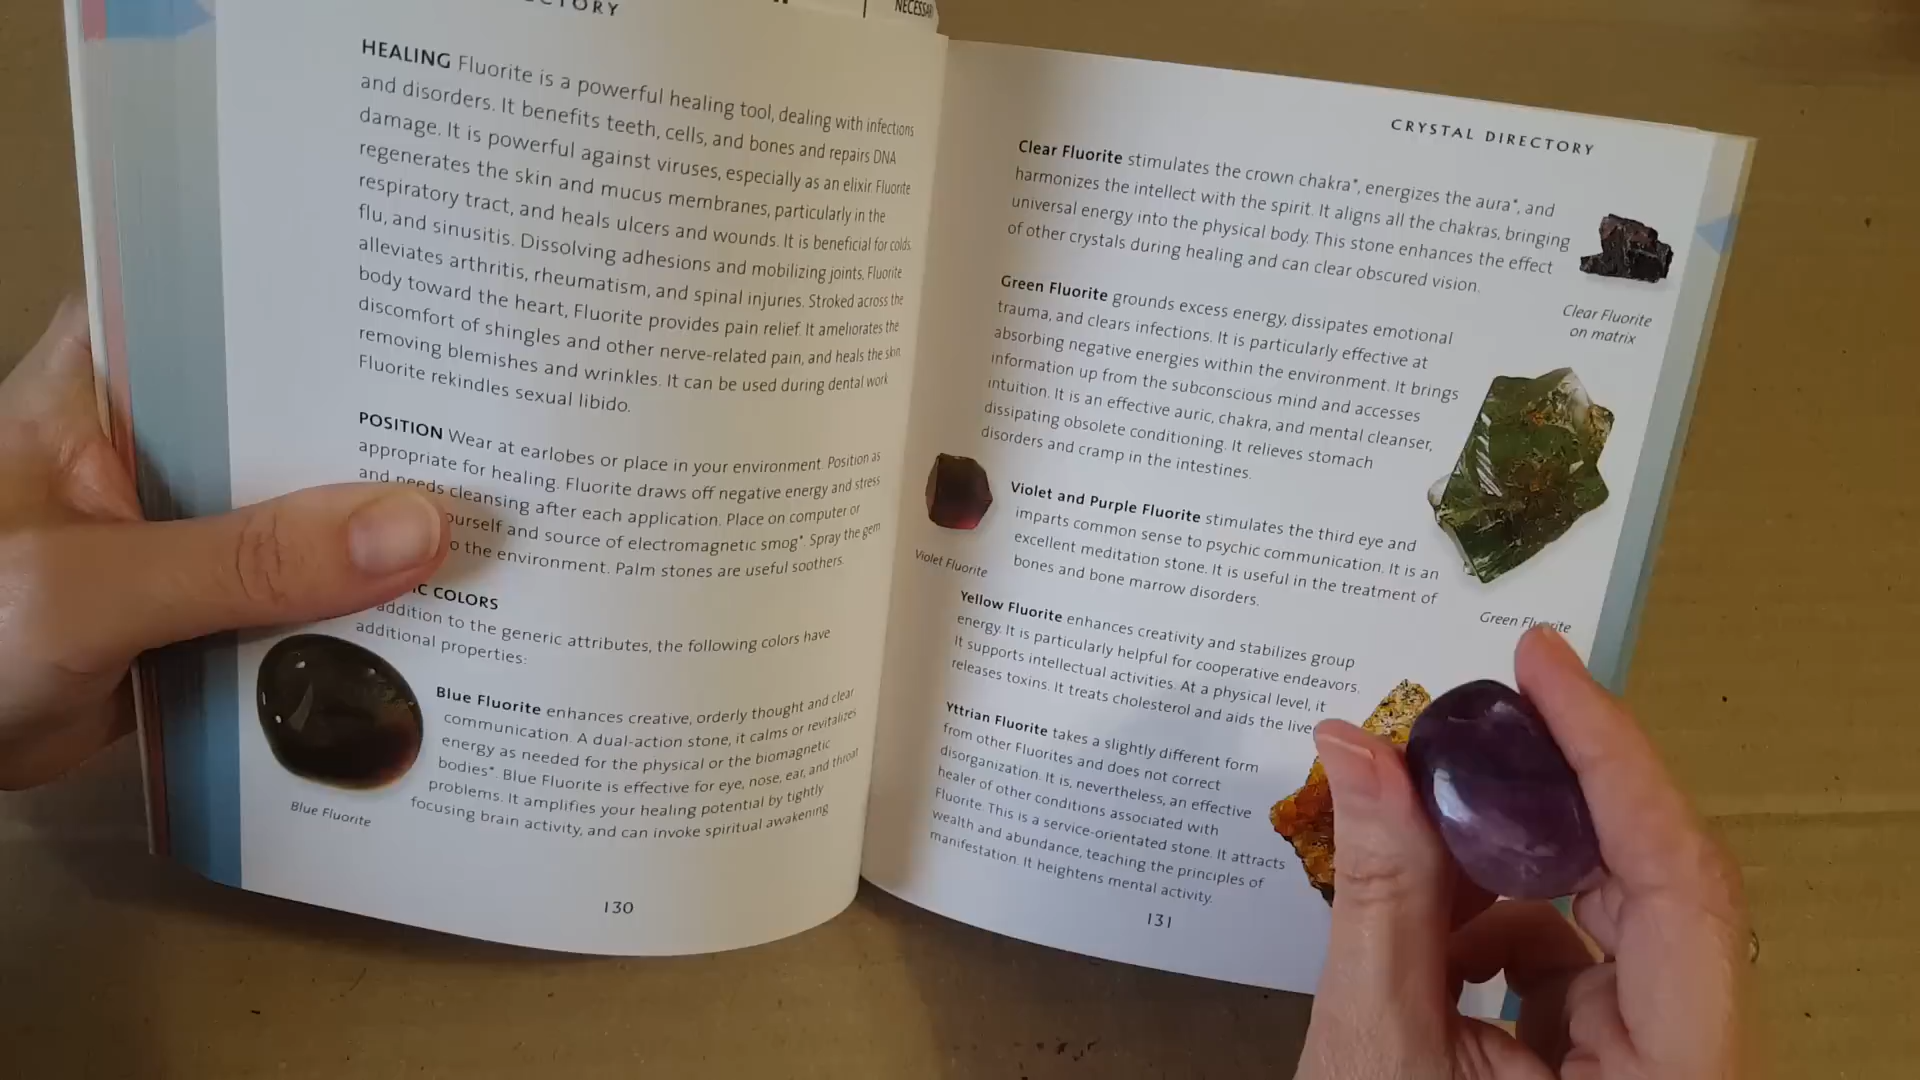 CTORY
NECESSAR
HEALING Fluorite is a powerful healing tool, dealing with infections
and disorders. It benefits teeth, cells, and bones and repairs DNA
damage. It is powerful against viruses, especially as an elixir. Fluorite
regenerates the skin and mucus membranes, particularly in the
respiratory tract, and heals ulcers and wounds. It is beneficial for colds,
flu, and sinusitis. Dissolving adhesions and mobilizing joints, Fluorite
alleviates arthritis, rheumatism, and spinal injuries. Stroked across the
body toward the heart, Fluorite provides pain relief. It ameliorates the
discomfort of shingles and other nerve-related pain, and heals the skin
removing blemishes and wrinkles. It can be used during dental work
Fluorite rekindles sexual libido.
POSITION Wear at earlobes or place in your environment. Position as
appropriate for healing. Fluorite draws off negative energy and stress
and needs cleansing after each application. Place on computer or
ourself and source of electromagnetic smog*. Spray the gem
o the environment. Palm stones are useful soothers.
IC COLORS
addition to the generic attributes, the following colors have
additional properties:
Blue Fluorite enhances creative, orderly thought and clear
communication. A dual-action stone, it calms or revitalizes
energy as needed for the physical or the biomagnetic
bodies*. Blue Fluorite is effective for eye, nose, ear, and throat
problems. It amplifies your healing potential by tightly
focusing brain activity, and can invoke spiritual awakening
Blue Fluorite
130
CRYSTAL DIRECTORY
Clear Fluorite stimulates the crown chakra*, energizes the aura*, and
harmonizes the intellect with the spirit. It aligns all the chakras, bringing
universal energy into the physical body. This stone enhances the effect
of other crystals during healing and can clear obscured vision.
Clear Fluorite
on matrix
Green Fluorite grounds excess energy, dissipates emotional
trauma, and clears infections. It is particularly effective at
absorbing negative energies within the environment. It brings
information up from the subconscious mind and accesses
intuition. It is an effective auric, chakra, and mental cleanser,
dissipating obsolete conditioning. It relieves stomach
disorders and cramp in the intestines.
Green Fluorite
Violet and Purple Fluorite stimulates the third eye and
imparts common sense to psychic communication. It is an
excellent meditation stone. It is useful in the treatment of
bones and bone marrow disorders.
Violet Fluorite
Yellow Fluorite enhances creativity and stabilizes group
energy. It is particularly helpful for cooperative endeavors.
It supports intellectual activities. At a physical level, it
releases toxins. It treats cholesterol and aids the live
Yttrian Fluorite takes a slightly different form
from other Fluorites and does not correct
disorganization. It is, nevertheless, an effective
healer of other conditions associated with
Fluorite. This is a service-orientated stone. It attracts
wealth and abundance, teaching the principles of
manifestation. It heightens mental activity.
131